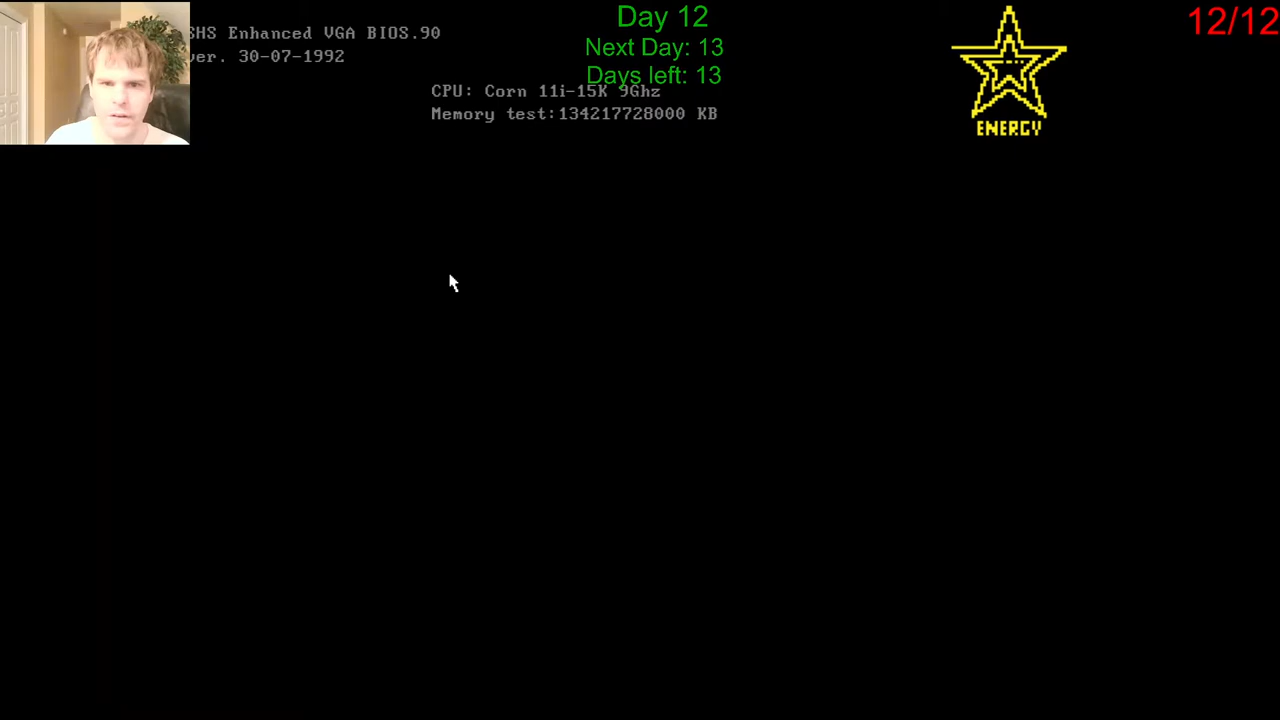 SHS Enhanced VGA BIOS.90
ver. 30-07-1992
Day 12
Next Day: 13
Days left: 13
CPU: Corn 11i-15K 9Ghz
Memory test:134217728000 KB
ENERGY
12/12